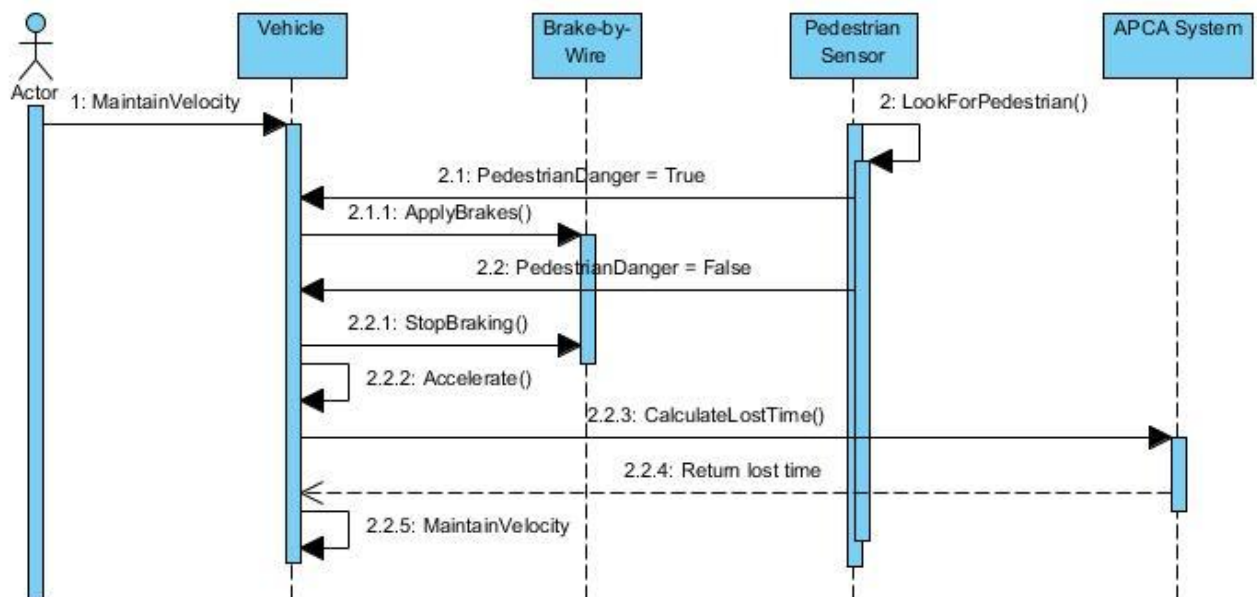 Vehicle
Brake-by-
Wire
Pedestrian
Sensor
APCA System
Actor
1: MaintainVelocity
2: LookForPedestrian()
2.1: PedestrianDanger = True
2.1.1: ApplyBrakes()
2.2: PedestrianDanger = False
2.2.1: StopBraking()
2.2.2: Accelerate()
2.2.3: CalculateLostTime()
2.2.4: Return lost time
2.2.5: MaintainVelocity